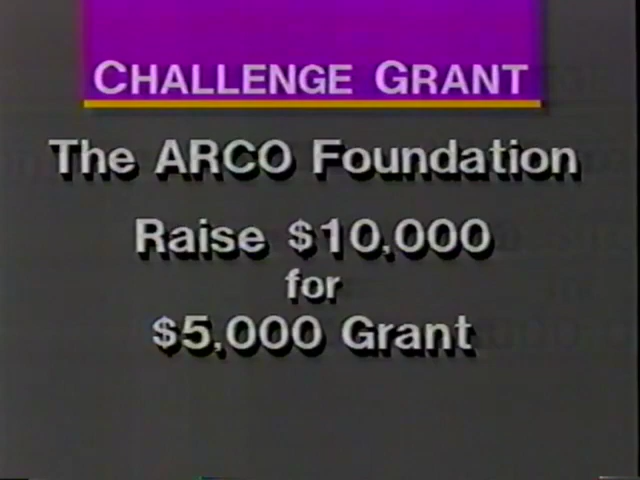 CHALLENGE GRANT
The ARCO Foundation
Raise $10,000
for
$5,000 Grant